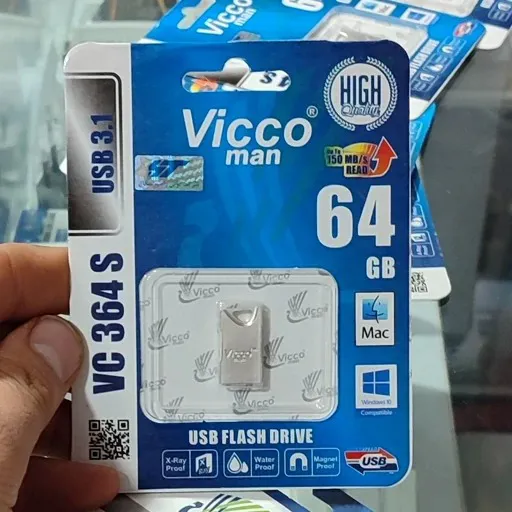 Vicco®
man
HIGH
Quality
USB 3.1
Up To
150 MB/S
READ
64
GB
VC 364 S
Mac
Vicco
Windows 10
Compatible
USB FLASH DRIVE
X-Ray
Proof
Water
Proof
Magnet
Proof
USB